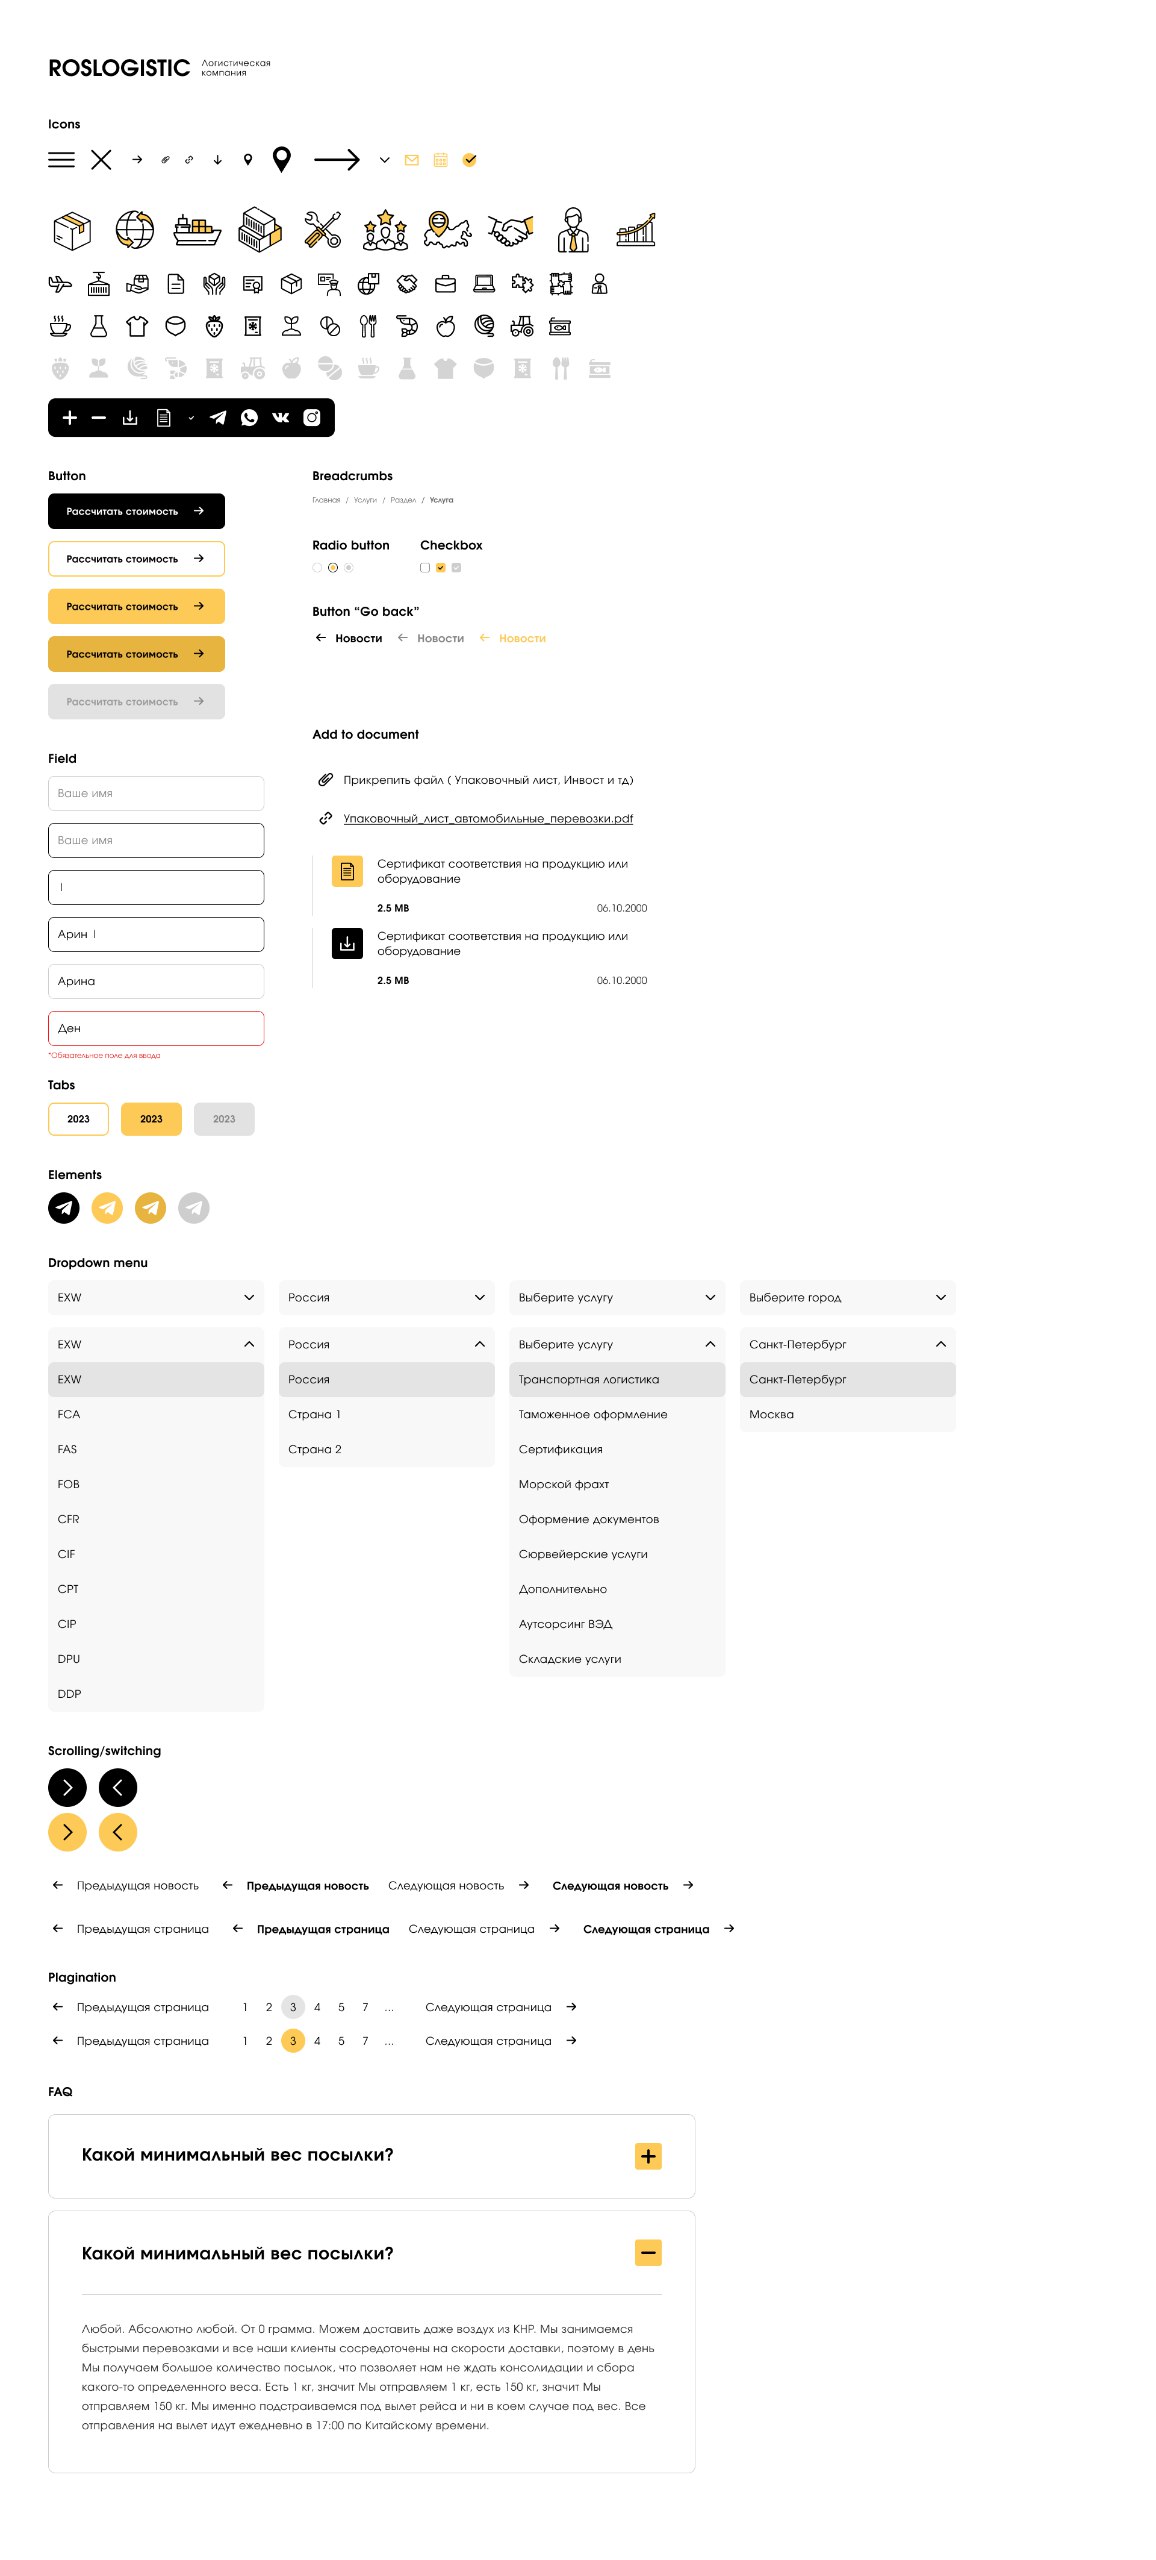 ROSLOGISTIC
Логистическая
компания
Icons
Button
Рассчитать стоимость
Рассчитать стоимость
Рассчитать стоимость
Рассчитать стоимость
Рассчитать стоимость
Breadcrumbs
Главная / Услуги / Раздел / Услуга
Radio button
Checkbox
Button “Go back”
Новости Новости Новости
Add to document
Прикрепить файл ( Упаковочный лист, Инвост и тд)
Упаковочный_лист_автомобильные_перевозки.pdf
Сертификат соответствия на продукцию или
оборудование
2.5 MB 06.10.2000
Сертификат соответствия на продукцию или
оборудование
2.5 MB 06.10.2000
Field
Ваше имя
Ваше имя
Арин
Арина
Ден
*Обязательное поле для ввода
Tabs
2023 2023 2023
Elements
Dropdown menu
EXW
Россия
Выберите услугу
Выберите город
EXW
EXW
FCA
FAS
FOB
CFR
CIF
CPT
CIP
DPU
DDP
Россия
Россия
Страна 1
Страна 2
Выберите услугу
Транспортная логистика
Таможенное оформление
Сертификация
Морской фрахт
Оформение документов
Сюрвейерские услуги
Дополнительно
Аутсорсинг ВЭД
Складские услуги
Санкт-Петербург
Санкт-Петербург
Москва
Scrolling/switching
Предыдущая новость Предыдущая новость Следующая новость Следующая новость
Предыдущая страница Предыдущая страница Следующая страница Следующая страница
Plagination
Предыдущая страница 1 2 3 4 5 7 ... Следующая страница
Предыдущая страница 1 2 3 4 5 7 ... Следующая страница
FAQ
Какой минимальный вес посылки?
Какой минимальный вес посылки?
Любой. Абсолютно любой. От 0 грамма. Можем доставить даже воздух из КНР. Мы занимаемся
быстрыми перевозками и все наши клиенты сосредоточены на скорости доставки, поэтому в день
Мы получаем большое количество посылок, что позволяет нам не ждать консолидации и сбора
какого-то определенного веса. Есть 1 кг, значит Мы отправляем 1 кг, есть 150 кг, значит Мы
отправляем 150 кг. Мы именно подстраиваемся под вылет рейса и ни в коем случае под вес. Все
отправления на вылет идут ежедневно в 17:00 по Китайскому времени.